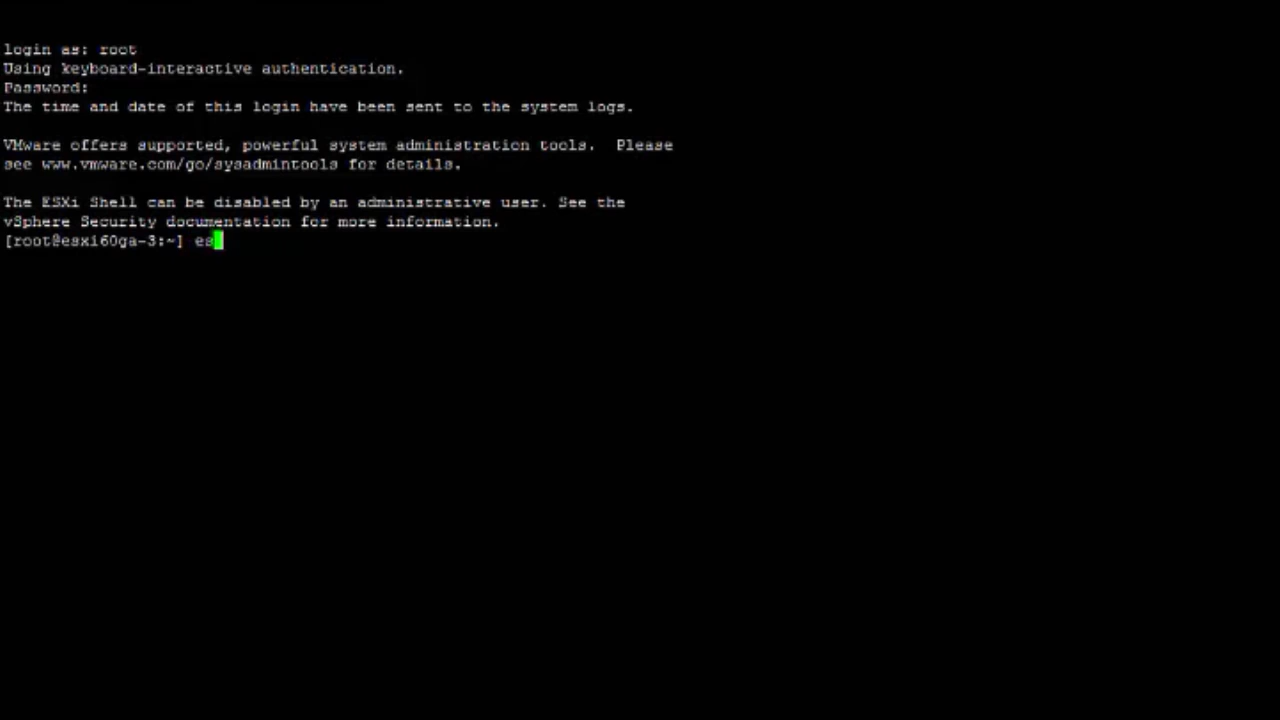 login as: root
Using keyboard-interactive authentication.
Password:
The time and date of this login have been sent to the system logs.
VMware offers supported, powerful system administration tools.  Please
see www.vmware.com/go/sysadmintools for details.
The ESXi Shell can be disabled by an administrative user. See the
vSphere Security documentation for more information.
[root@esxi60ga-3:~] es